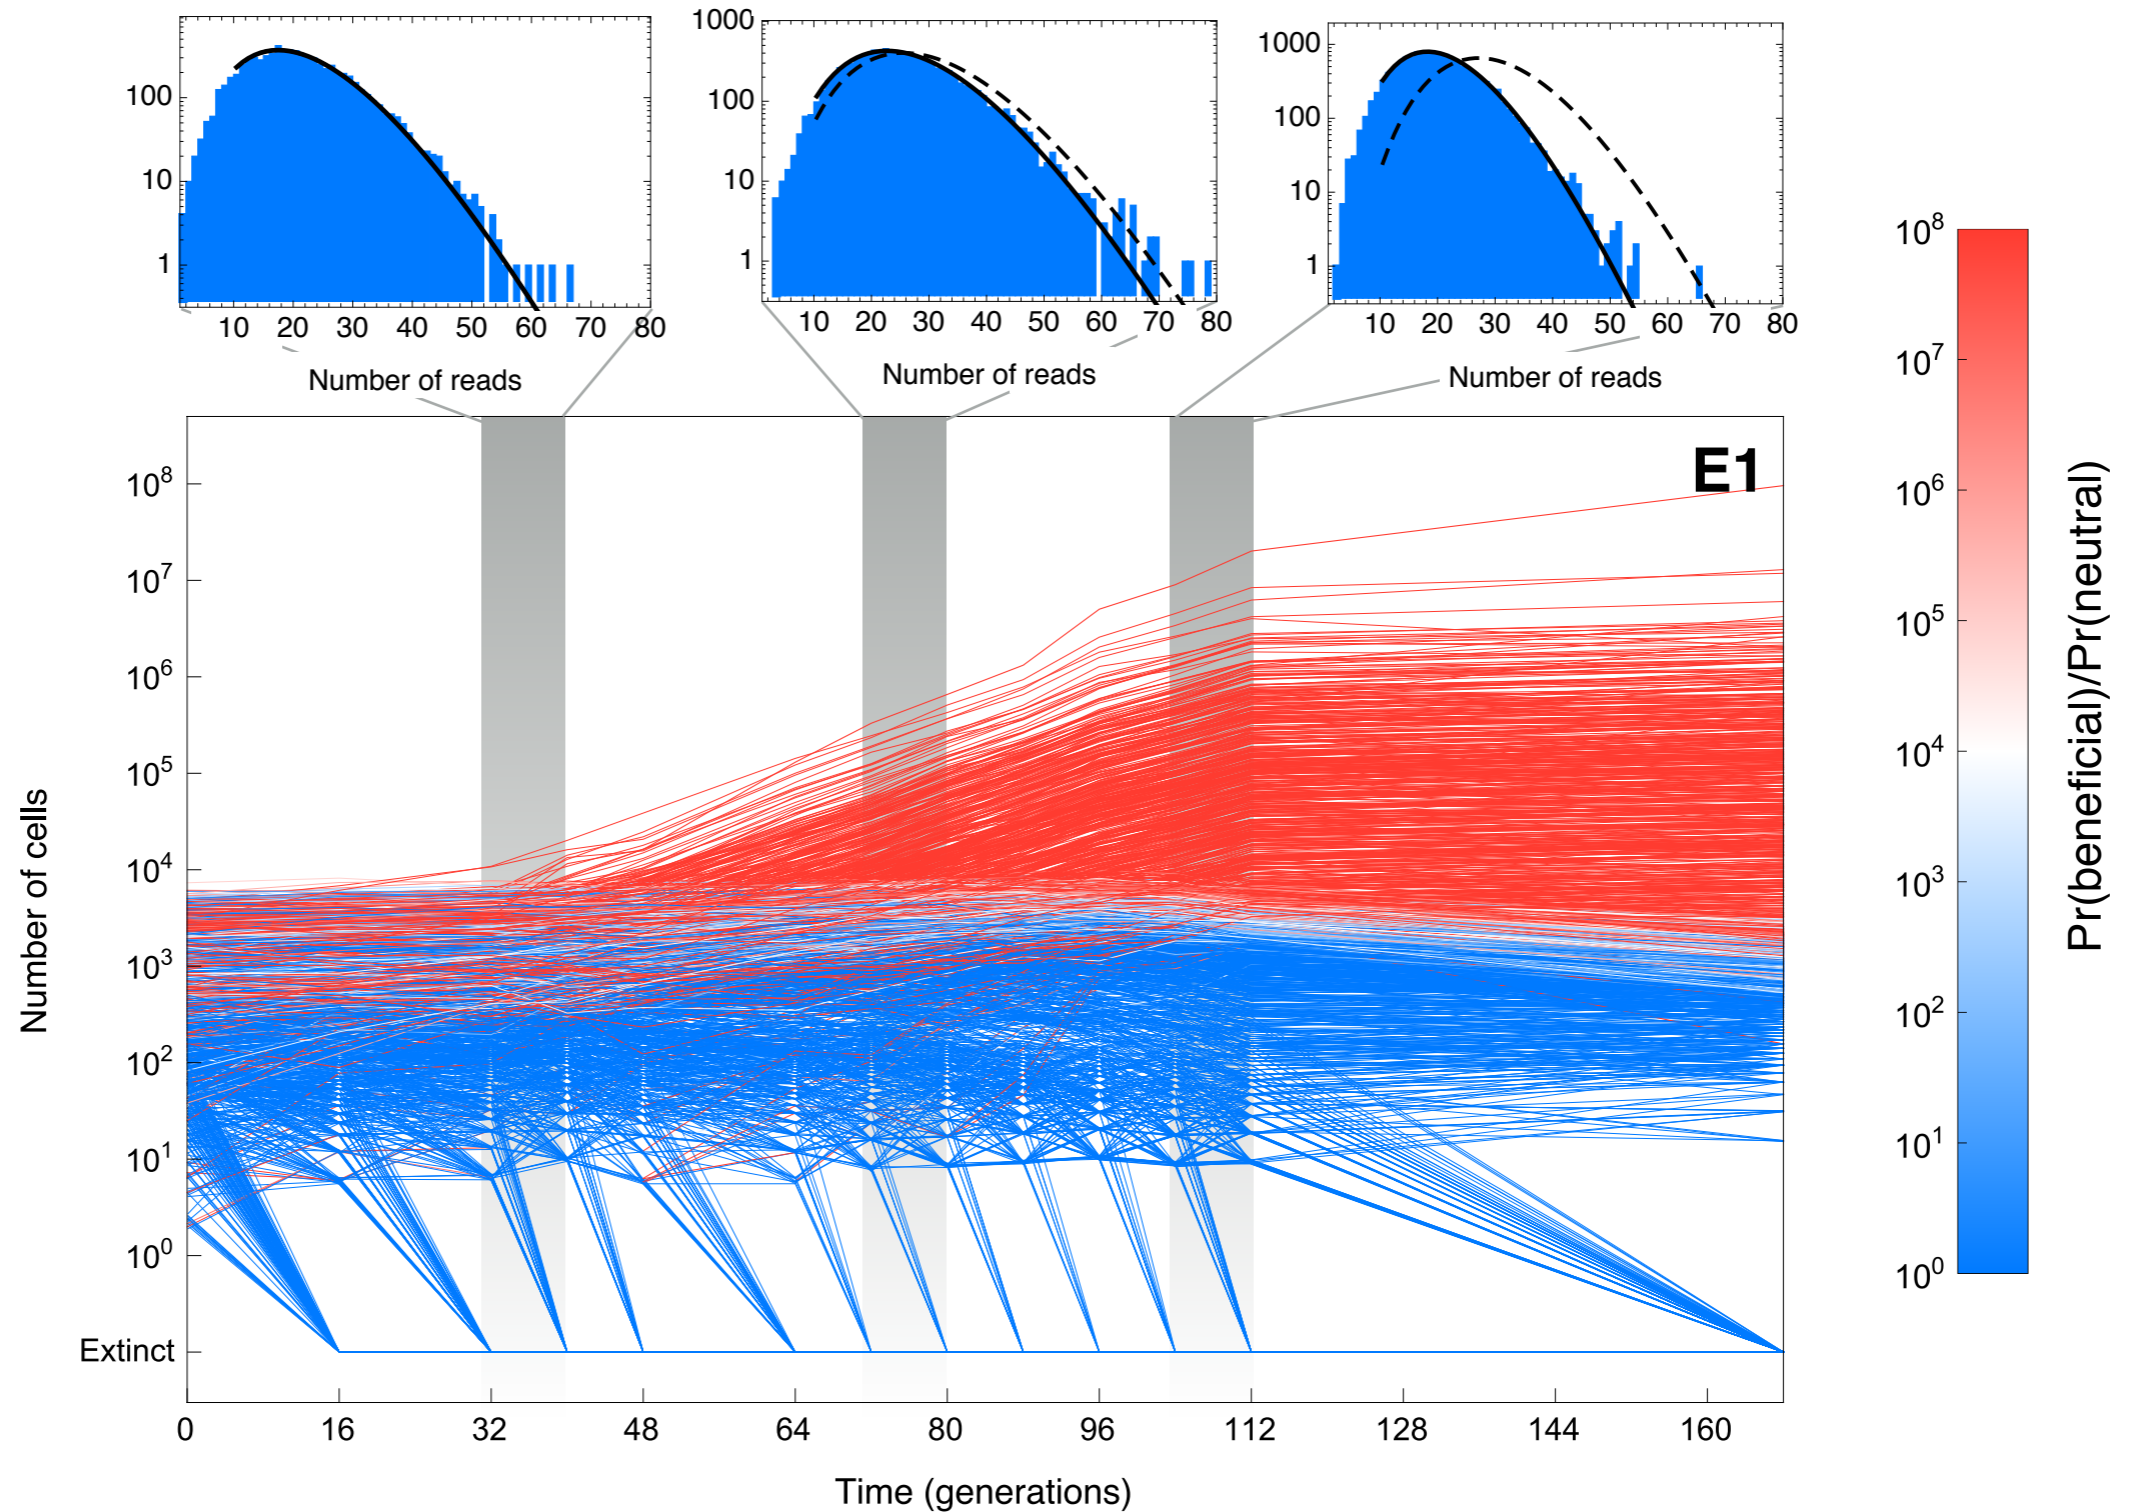 100
10
1
10 20 30 40 50 60 70 80
Number of reads
1000
100
10
1
10 20 30 40 50 60 70 80
Number of reads
1000
100
10
1
10 20 30 40 50 60 70 80
Number of reads
E1
Number of cells
10^8
10^7
10^6
10^5
10^4
10^3
10^2
10^1
10^0
Extinct
0 16 32 48 64 80 96 112 128 144 160
Time (generations)
10^8
10^7
10^6
10^5
10^4
10^3
10^2
10^1
10^0
Pr(beneficial)/Pr(neutral)